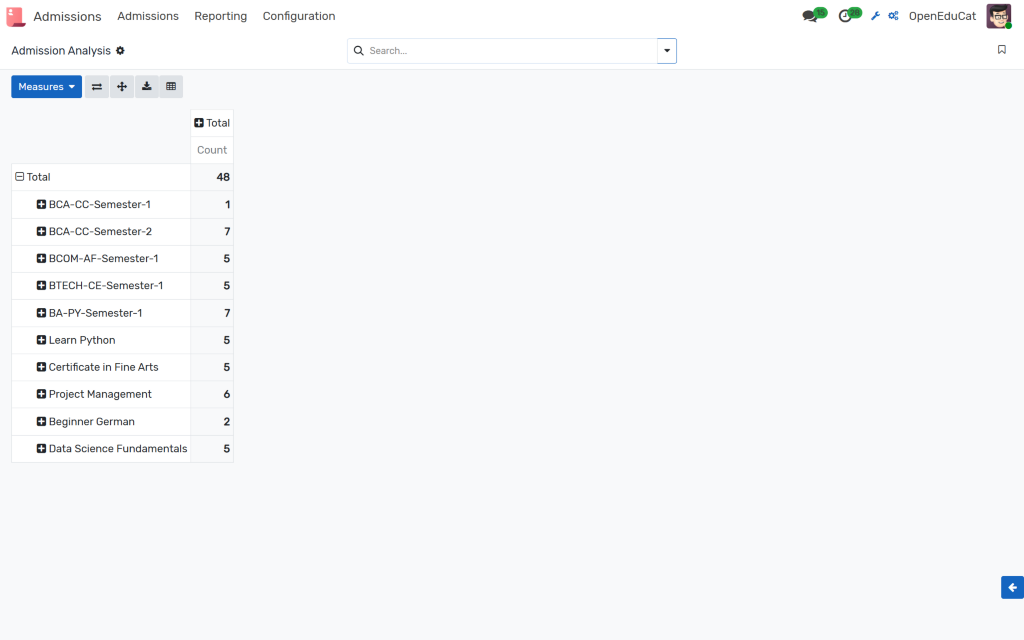 Admissions Admissions Reporting Configuration 15 28 OpenEduCat
Admission Analysis Search...
Measures
Total
Count
Total 48
BCA-CC-Semester-1 1
BCA-CC-Semester-2 7
BCOM-AF-Semester-1 5
BTECH-CE-Semester-1 5
BA-PY-Semester-1 7
Learn Python 5
Certificate in Fine Arts 5
Project Management 6
Beginner German 2
Data Science Fundamentals 5